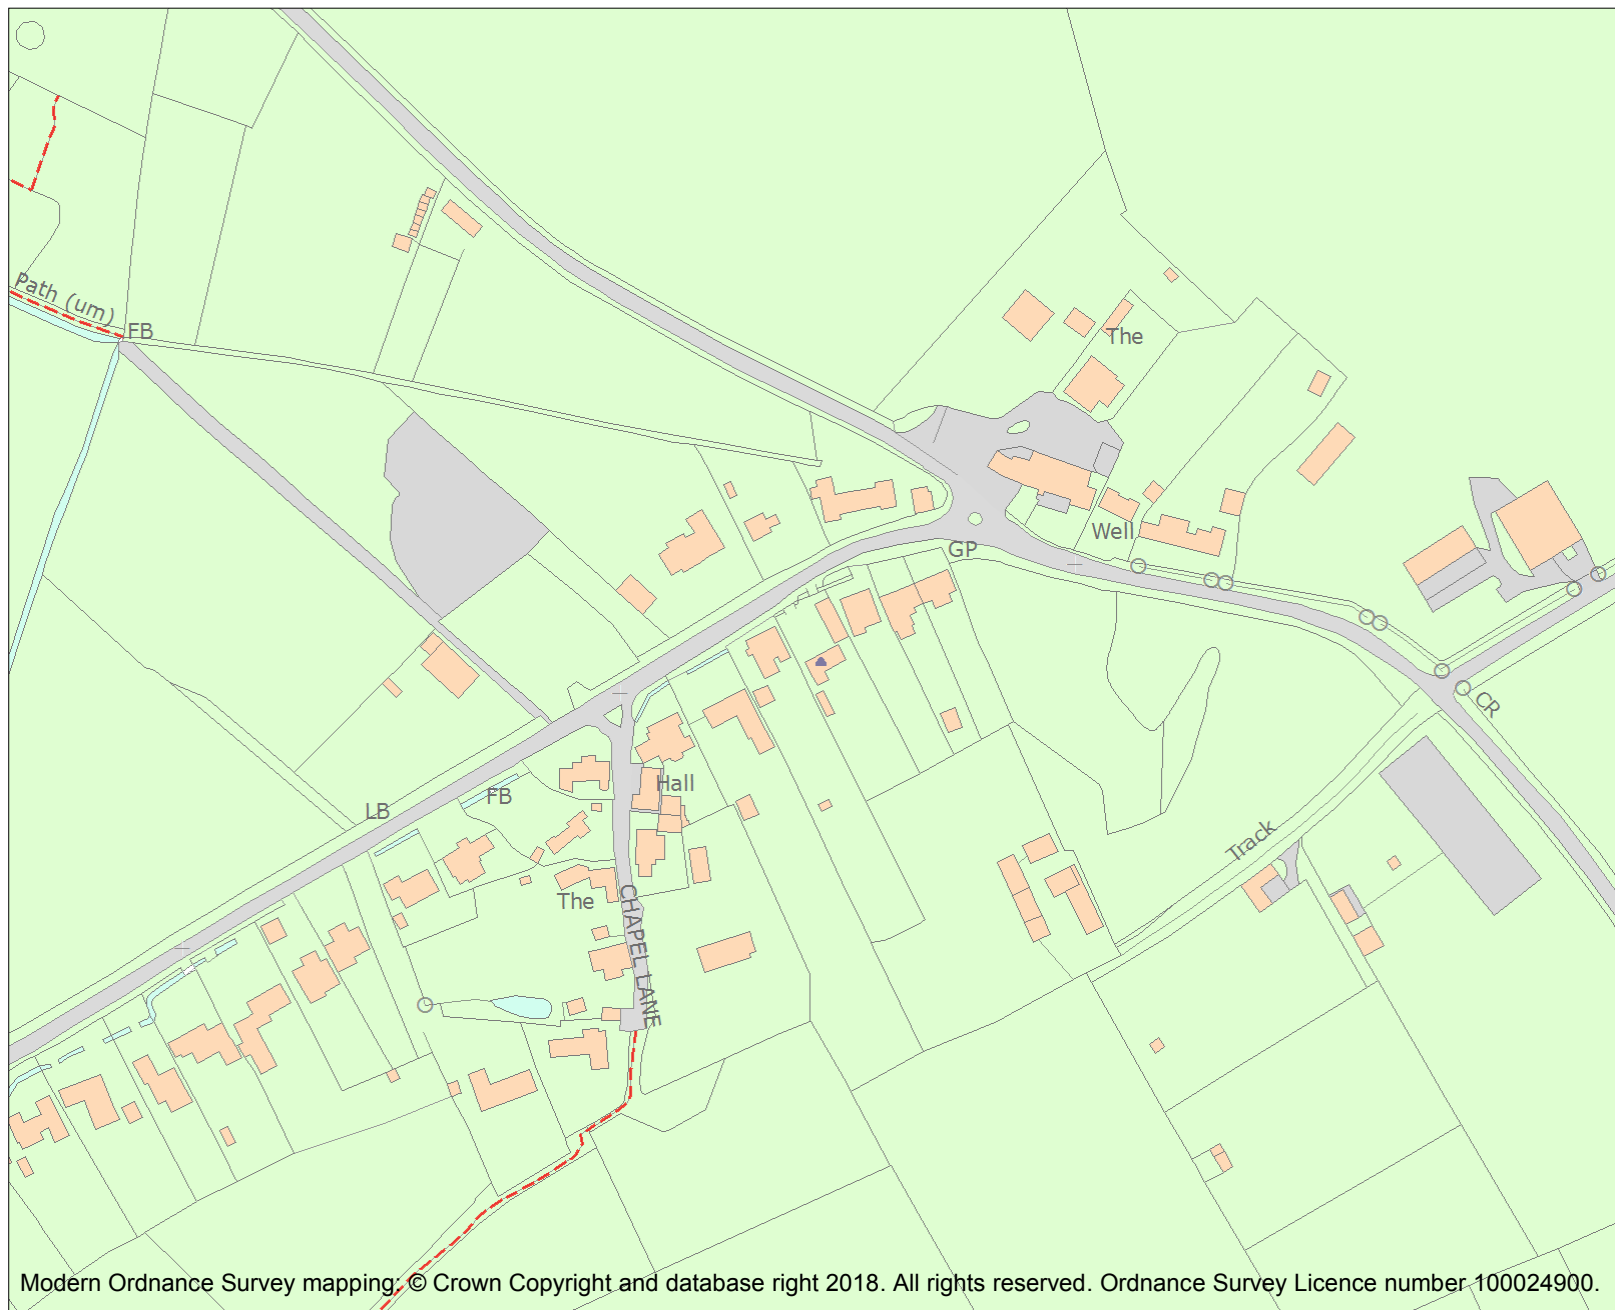 Path (um)
FB
The
Well
GP
CR
Hall
FB
LB
Track
The
CHAPEL LANE
Modern Ordnance Survey mapping: © Crown Copyright and database right 2018. All rights reserved. Ordnance Survey Licence number 100024900.